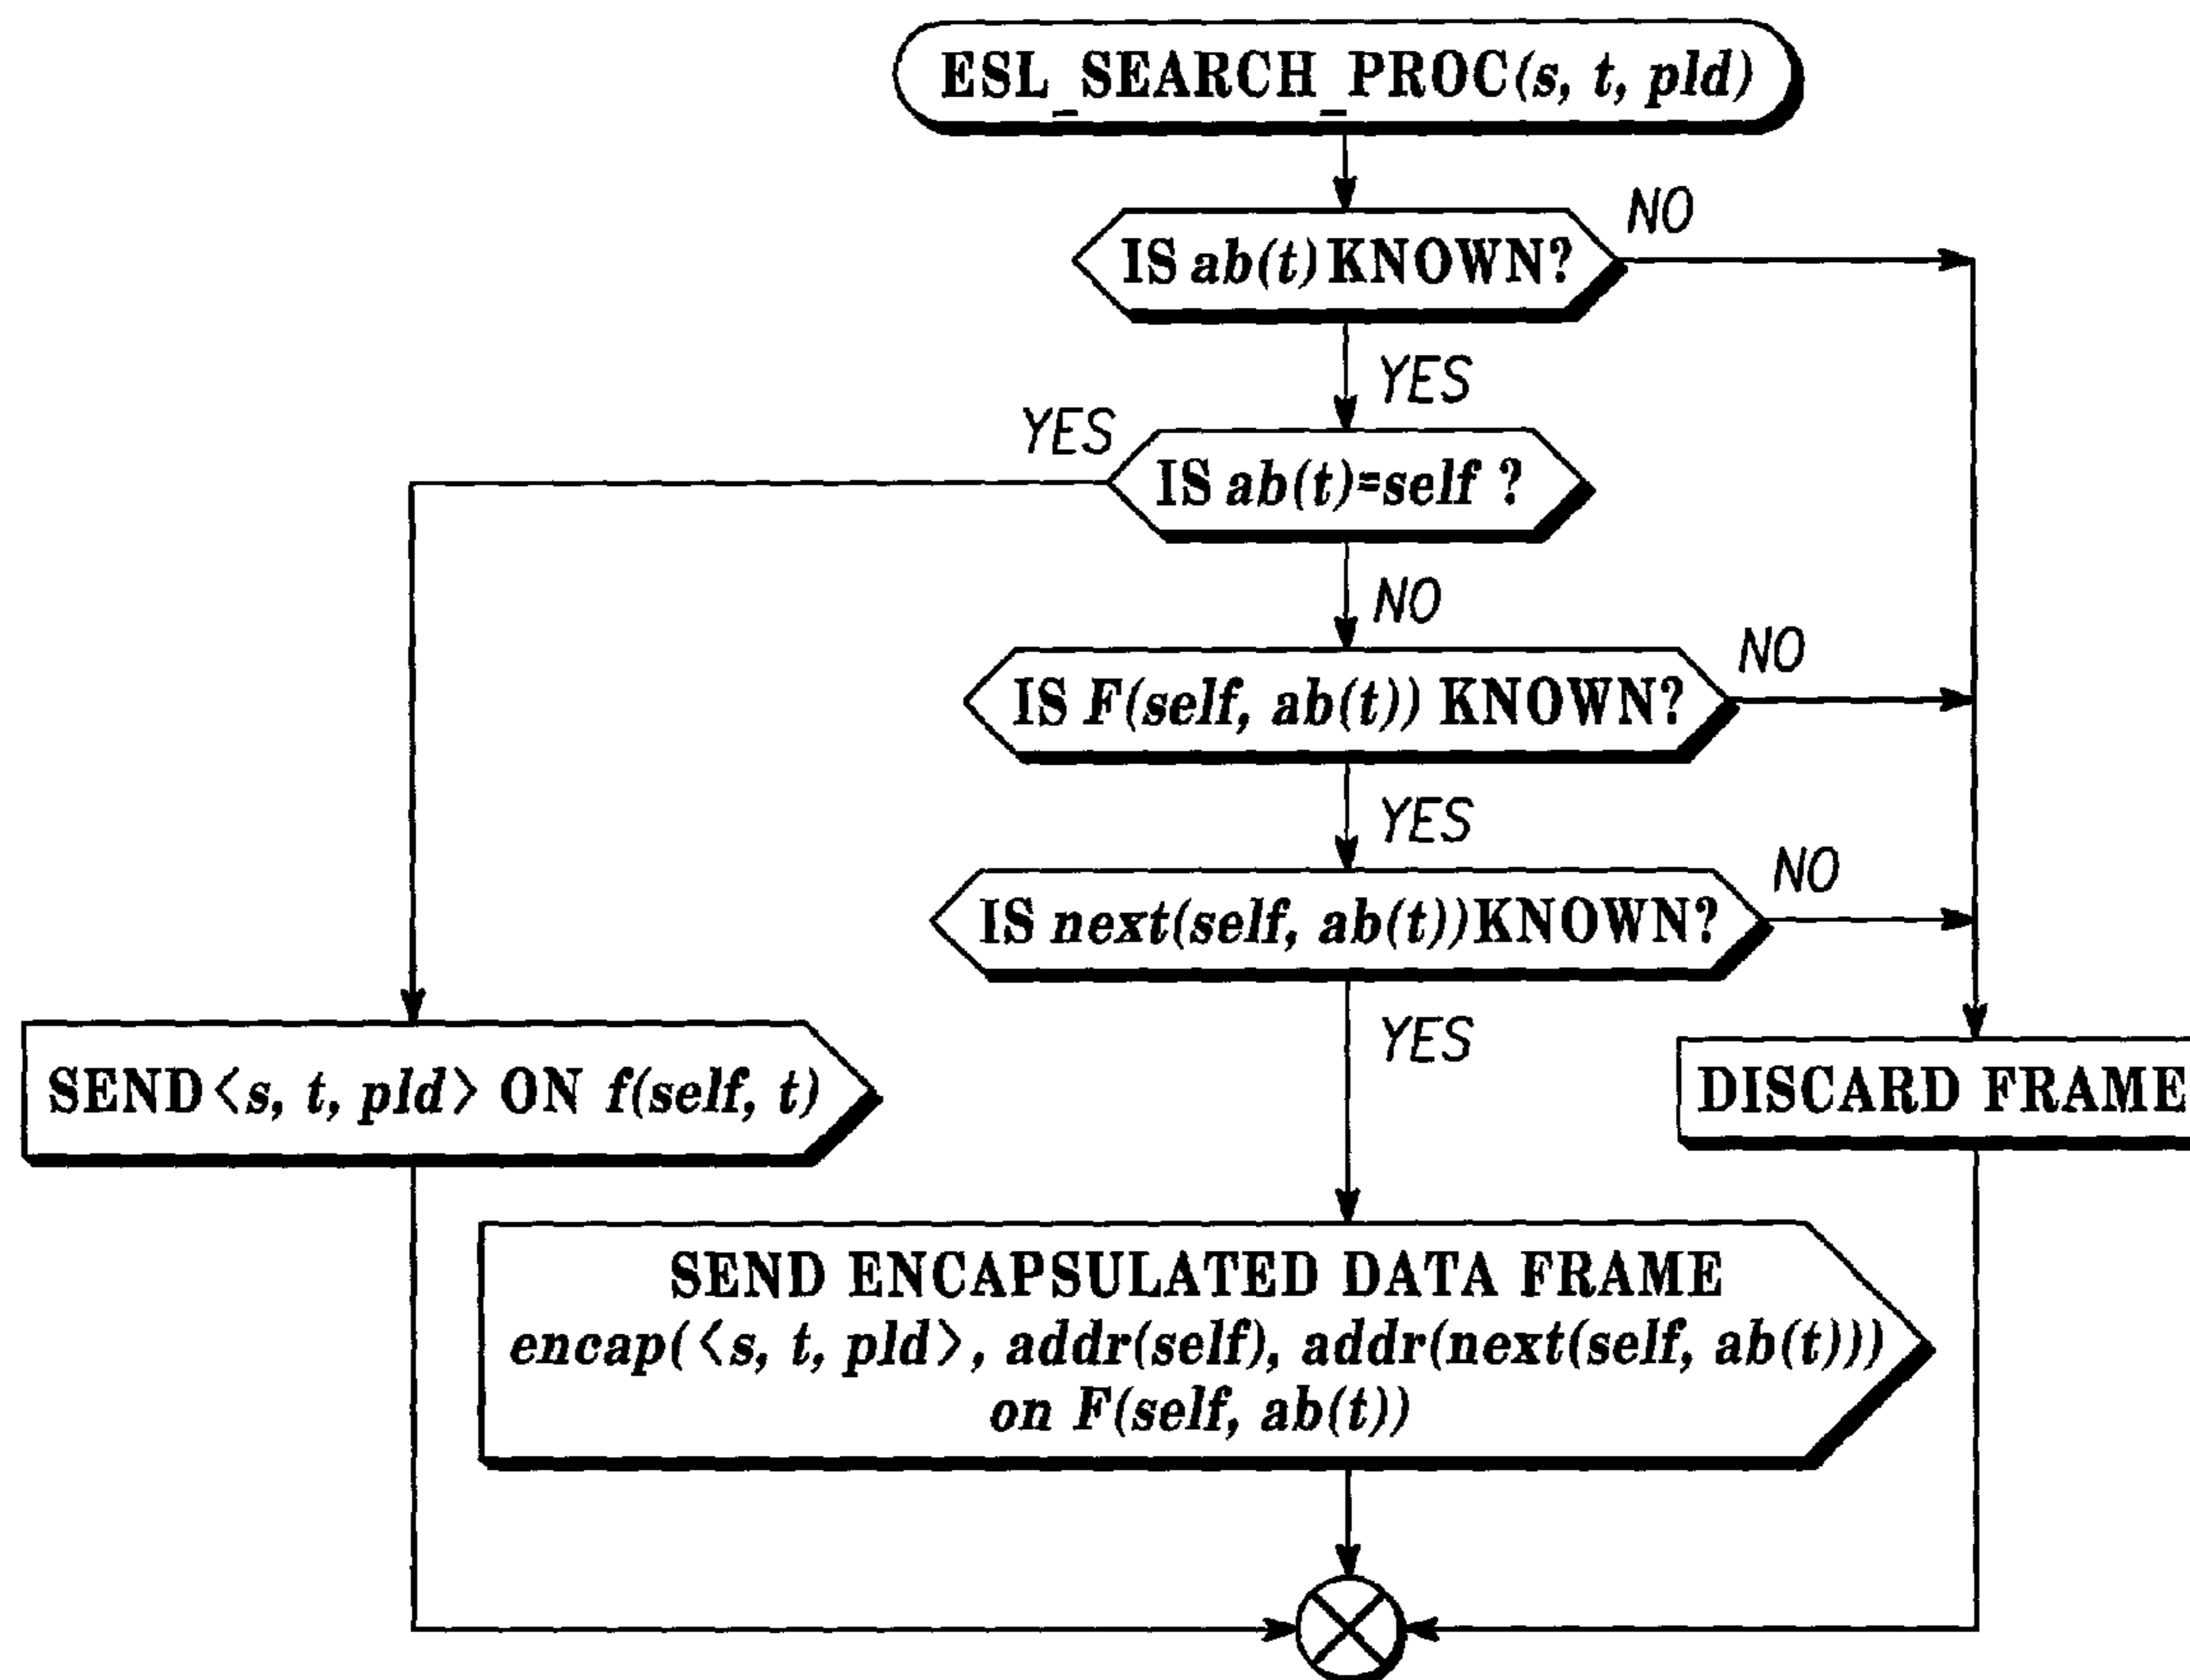 ESL_SEARCH_PROC(s, t, pld)
IS ab(t) KNOWN?
NO
YES
YES
IS ab(t)=self ?
NO
IS F(self, ab(t)) KNOWN?
NO
YES
IS next(self, ab(t)) KNOWN?
NO
YES
SEND <s, t, pld> ON f(self, t)
DISCARD FRAME
SEND ENCAPSULATED DATA FRAME
encap(<s, t, pld>, addr(self), addr(next(self, ab(t)))
on F(self, ab(t))